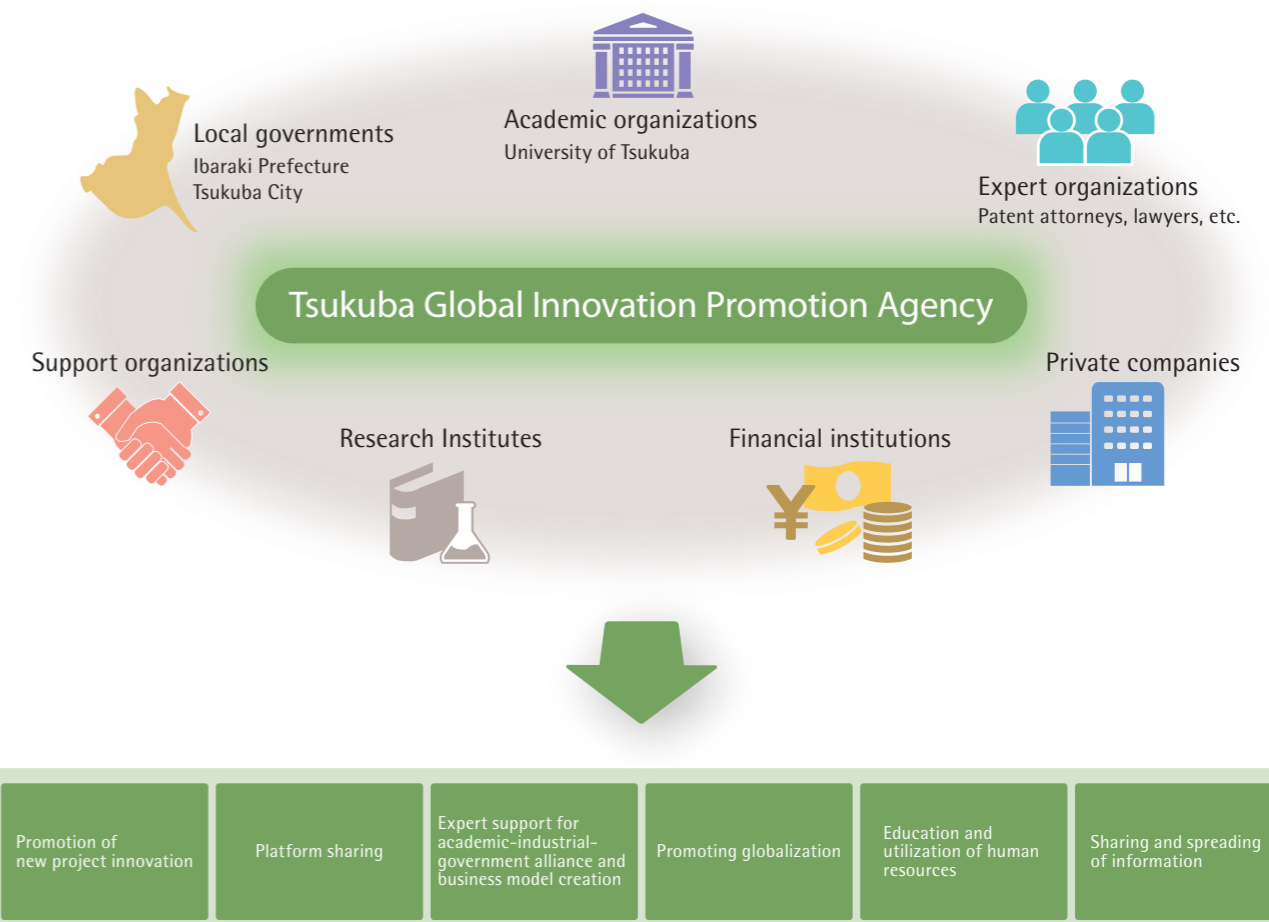 Academic organizations
University of Tsukuba
Local governments
Ibaraki Prefecture
Tsukuba City
Expert organizations
Patent attorneys, lawyers, etc.
Tsukuba Global Innovation Promotion Agency
Support organizations
Private companies
Research Institutes
Financial institutions
¥
Promotion of
new project innovation
Platform sharing
Expert support for
academic-industrial-
government alliance and
business model creation
Promoting globalization
Education and
utilization of human
resources
Sharing and spreading
of information